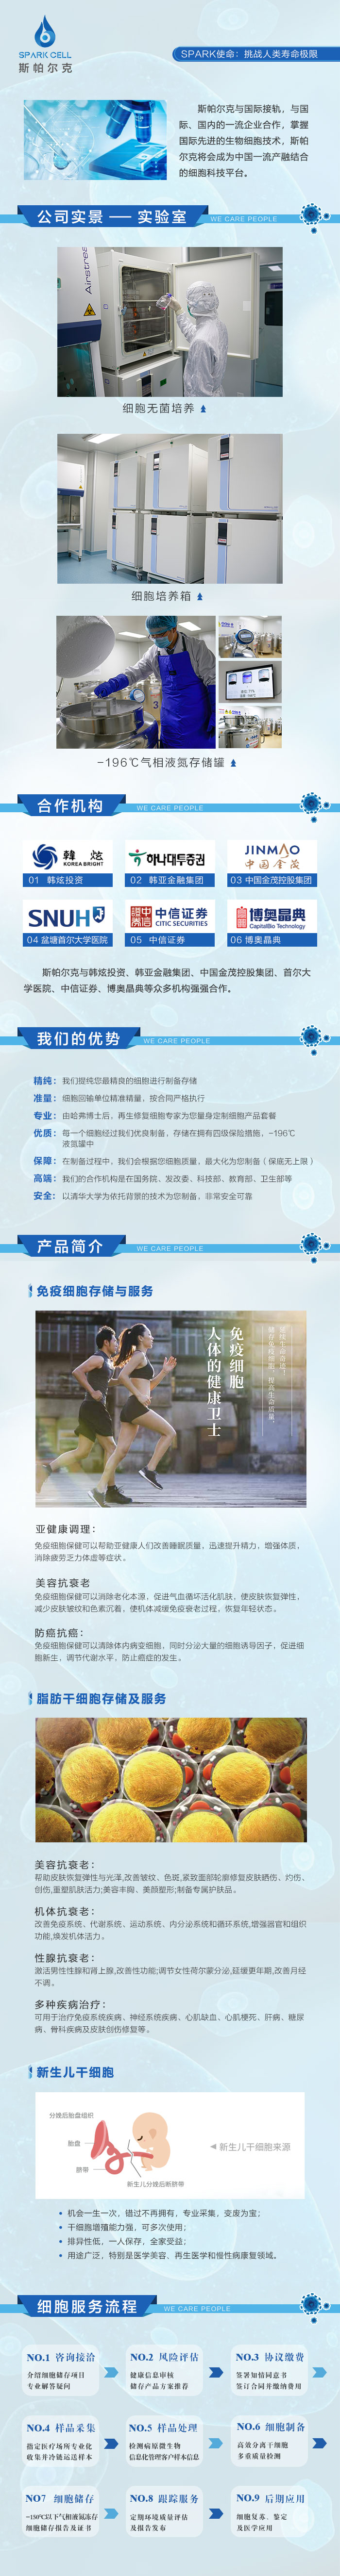 SPARK CELL
斯帕尔克
SPARK使命：挑战人类寿命极限
斯帕尔克与国际接轨，与国
际、国内的一流企业合作，掌握
国际先进的生物细胞技术，斯帕
尔克将会成为中国一流产融结合
的细胞科技平台。
公司实景 — 实验室
WE CARE PEOPLE
细胞无菌培养
细胞培养箱
3
-196℃气相液氮存储罐
合作机构
WE CARE PEOPLE
韓炫
KOREA BRIGHT
하나대투증권
JINMAO
中国金茂
01 韩炫投资
02 韩亚金融集团
03 中国金茂控股集团
SNUH
中信证券
CITIC SECURITIES
博奥晶典
CapitalBio Technology
04 盆塘首尔大学医院
05 中信证券
06 博奥晶典
斯帕尔克与韩炫投资、韩亚金融集团、中国金茂控股集团、首尔大
学医院、中信证券、博奥晶典等众多机构强强合作。
我们的优势
WE CARE PEOPLE
精纯：我们提纯您最精良的细胞进行制备存储
准量：细胞回输单位精准精量，按合同严格执行
专业：由哈弗博士后，再生修复细胞专家为您量身定制细胞产品套餐
优质：每一个细胞经过我们优良制备，存储在拥有四级保险措施，-196℃
液氮罐中
保障：在制备过程中，我们会根据您细胞质量，最大化为您制备（保底无上限）
高端：我们的合作机构是在国务院、发改委、科技部、教育部、卫生部等
安全：以清华大学为依托背景的技术为您制备，非常安全可靠
产品简介
WE CARE PEOPLE
免疫细胞存储与服务
免疫细胞
人体的健康卫士
亚健康调理：
免疫细胞保健可以帮助亚健康人们改善睡眠质量，迅速提升精力，增强体质，
消除疲劳乏力体虚等症状。
美容抗衰老
免疫细胞保健可以消除老化本源，促进气血循环活化肌肤，使皮肤恢复弹性，
减少皮肤皱纹和色素沉着，使机体减缓免疫衰老过程，恢复年轻状态。
防癌抗癌：
免疫细胞保健可以清除体内病变细胞，同时分泌大量的细胞诱导因子，促进细
胞新生，调节代谢水平，防止癌症的发生。
脂肪干细胞存储及服务
美容抗衰老：
帮助皮肤恢复弹性与光泽,改善皱纹、色斑,紧致面部轮廓修复皮肤晒伤、灼伤、
创伤,重塑肌肤活力;美容丰胸、美颜塑形;制备专属护肤品。
机体抗衰老：
改善免疫系统、代谢系统、运动系统、内分泌系统和循环系统,增强器官和组织
功能,焕发机体活力。
性腺抗衰老：
激活男性性腺和肾上腺,改善性功能;调节女性荷尔蒙分泌,延缓更年期,改善月经
不调。
多种疾病治疗：
可用于治疗免疫系统疾病、神经系统疾病、心肌缺血、心肌梗死、肝病、糖尿
病、骨科疾病及皮肤创伤修复等。
新生儿干细胞
分娩后胎盘组织
胎盘
脐带
新生儿分娩后断脐带
新生儿干细胞来源
• 机会一生一次，错过不再拥有，专业采集，变废为宝；
• 干细胞增殖能力强，可多次使用；
• 排异性低，一人保存，全家受益；
• 用途广泛，特别是医学美容、再生医学和慢性病康复领域。
细胞服务流程
WE CARE PEOPLE
NO.1 咨询接洽
介绍细胞储存项目
专业解答疑问
NO.2 风险评估
健康信息审核
储存产品方案推荐
NO.3 协议缴费
签署知情同意书
签订合同并缴纳费用
NO.4 样品采集
指定医疗场所专业化
收集并冷链运送样本
NO.5 样品处理
检测病原微生物
信息化管理客户样本信息
NO.6 细胞制备
高效分离干细胞
多重质量检测
NO7 细胞储存
-150℃以下气相液氮冻存
细胞储存报告及证书
NO.8 跟踪服务
定期环境质量评估
及报告发布
NO.9 后期应用
细胞复苏、鉴定
及医学应用